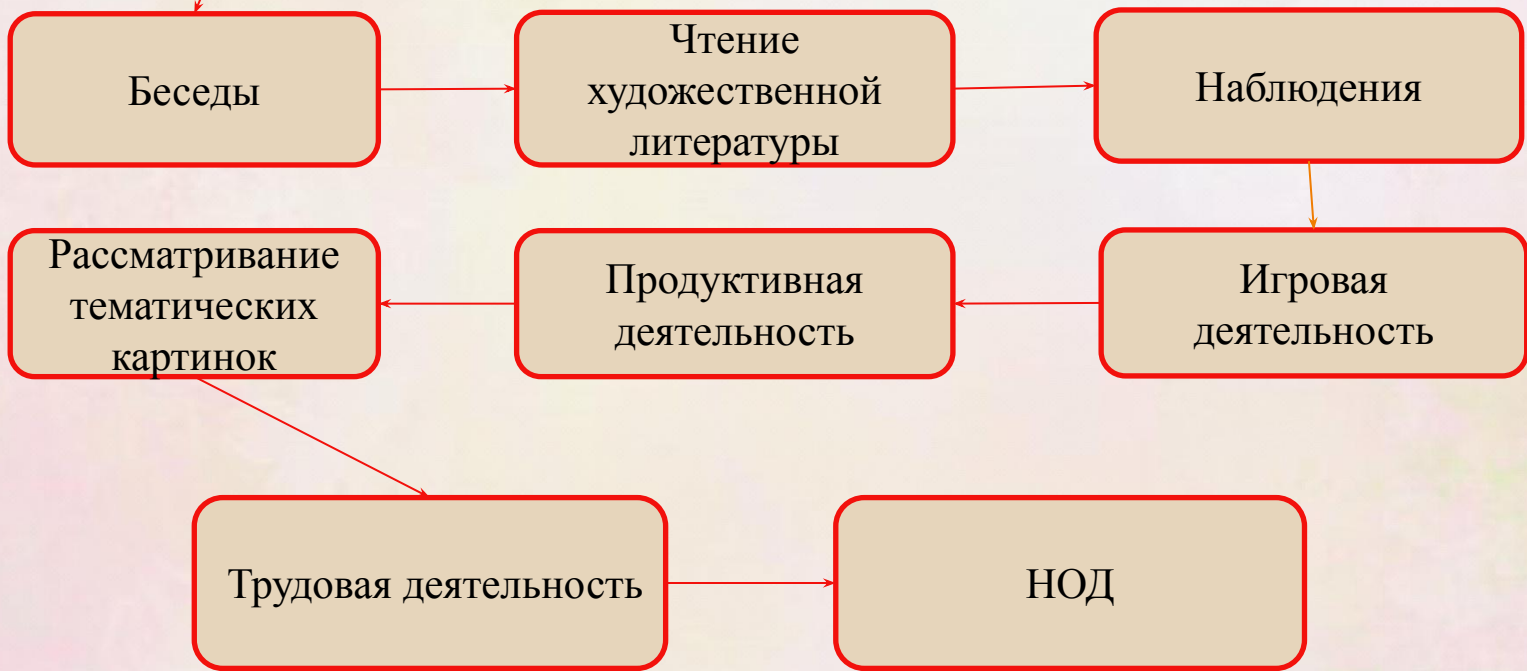 Беседы
Чтение
художественной
литературы
Наблюдения
Игровая
деятельность
Продуктивная
деятельность
Рассматривание
тематических
картинок
Трудовая деятельность
НОД